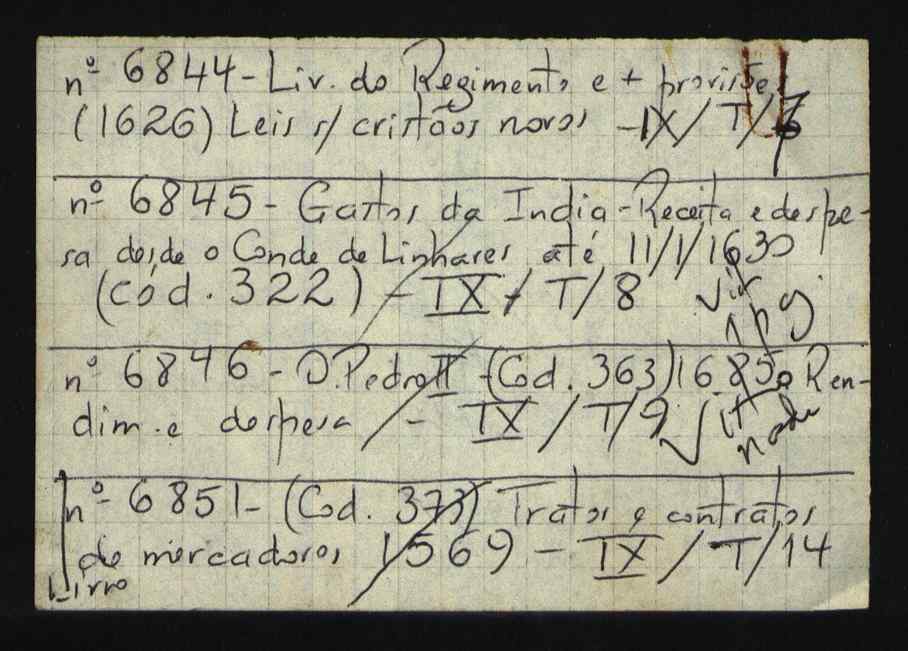 nº 6844 - Liv. do Regimento e + provisões
(1626) Leis s/ cristãos novos - IX / T / 7
nº 6845 - Gastos da India - Receita e despe-
sa desde o Conde de Linhares até 11/1/1630
(cód. 322) - IX / T / 8 Vir
nº 6846 - D. Pedro II - (Cod. 363) 1685 Ren-
dim. e despesa / - IX / T / 9
nada
nº 6851 - (Cod. 373) Tratos e contratos
de mercadores 1569 - IX / T / 14
Livro